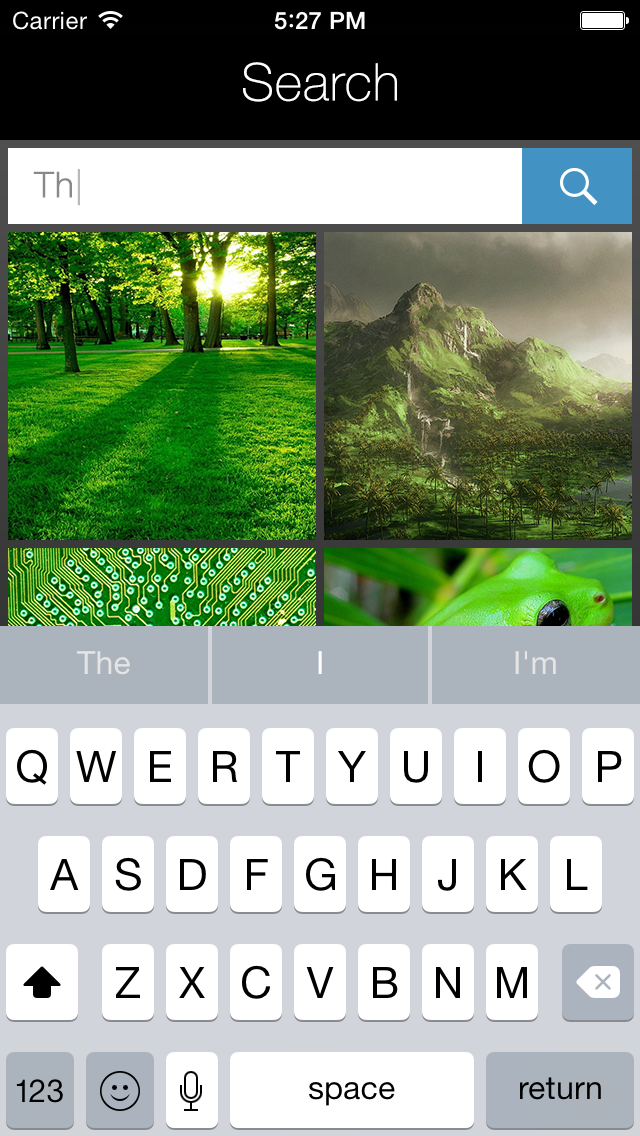 Carrier 5:27 PM
Search
Th
The I I'm
Q W E R T Y U I O P
A S D F G H J K L
Z X C V B N M
123 space return